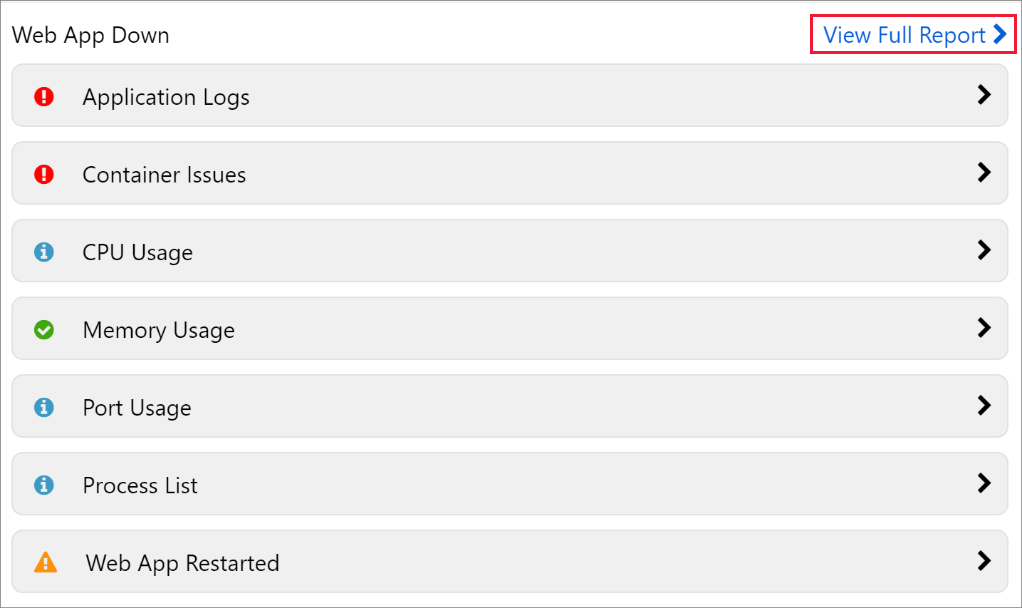 Web App Down
View Full Report
Application Logs
Container Issues
CPU Usage
Memory Usage
Port Usage
Process List
Web App Restarted